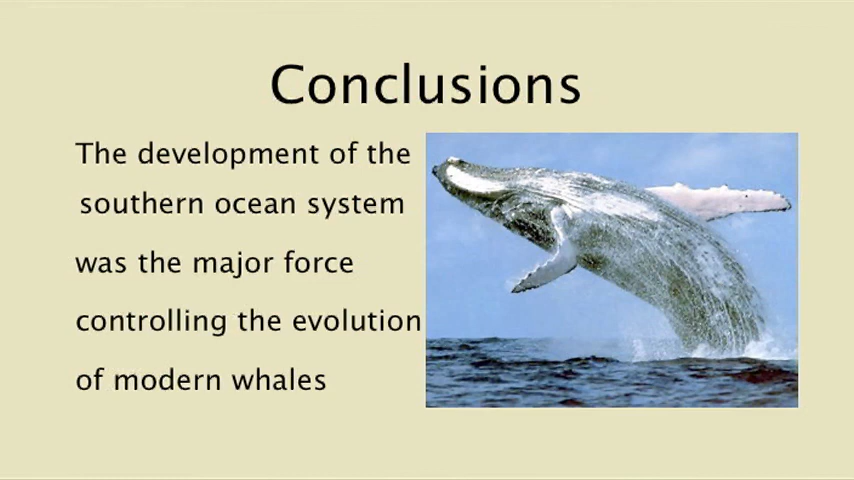 Conclusions
The development of the
southern ocean system
was the major force
controlling the evolution
of modern whales